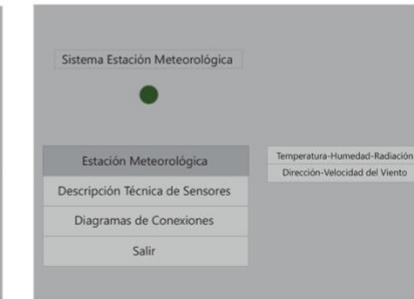 Sistema Estación Meteorológica
Estación Meteorológica
Temperatura-Humedad-Radiación
Dirección-Velocidad del Viento
Descripción Técnica de Sensores
Diagramas de Conexiones
Salir